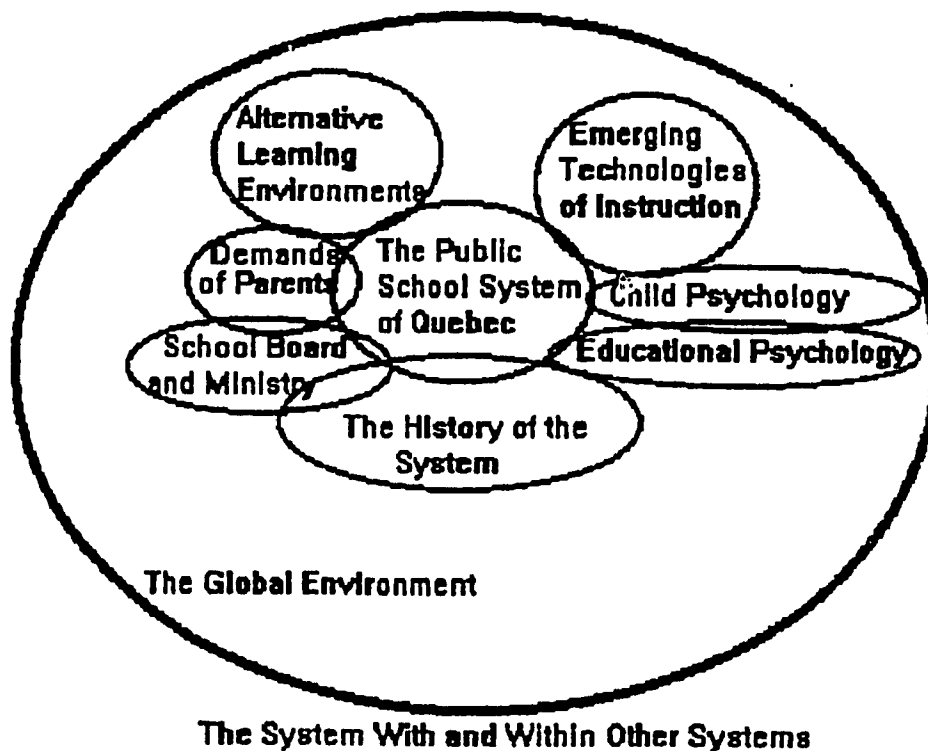 Alternative
Learning
Environments
Emerging
Technologies
of Instruction
Demands
of Parents
The Public
School System
of Quebec
Child Psychology
School Board
and Ministry
Educational Psychology
The History of the
System
The Global Environment
The System With and Within Other Systems